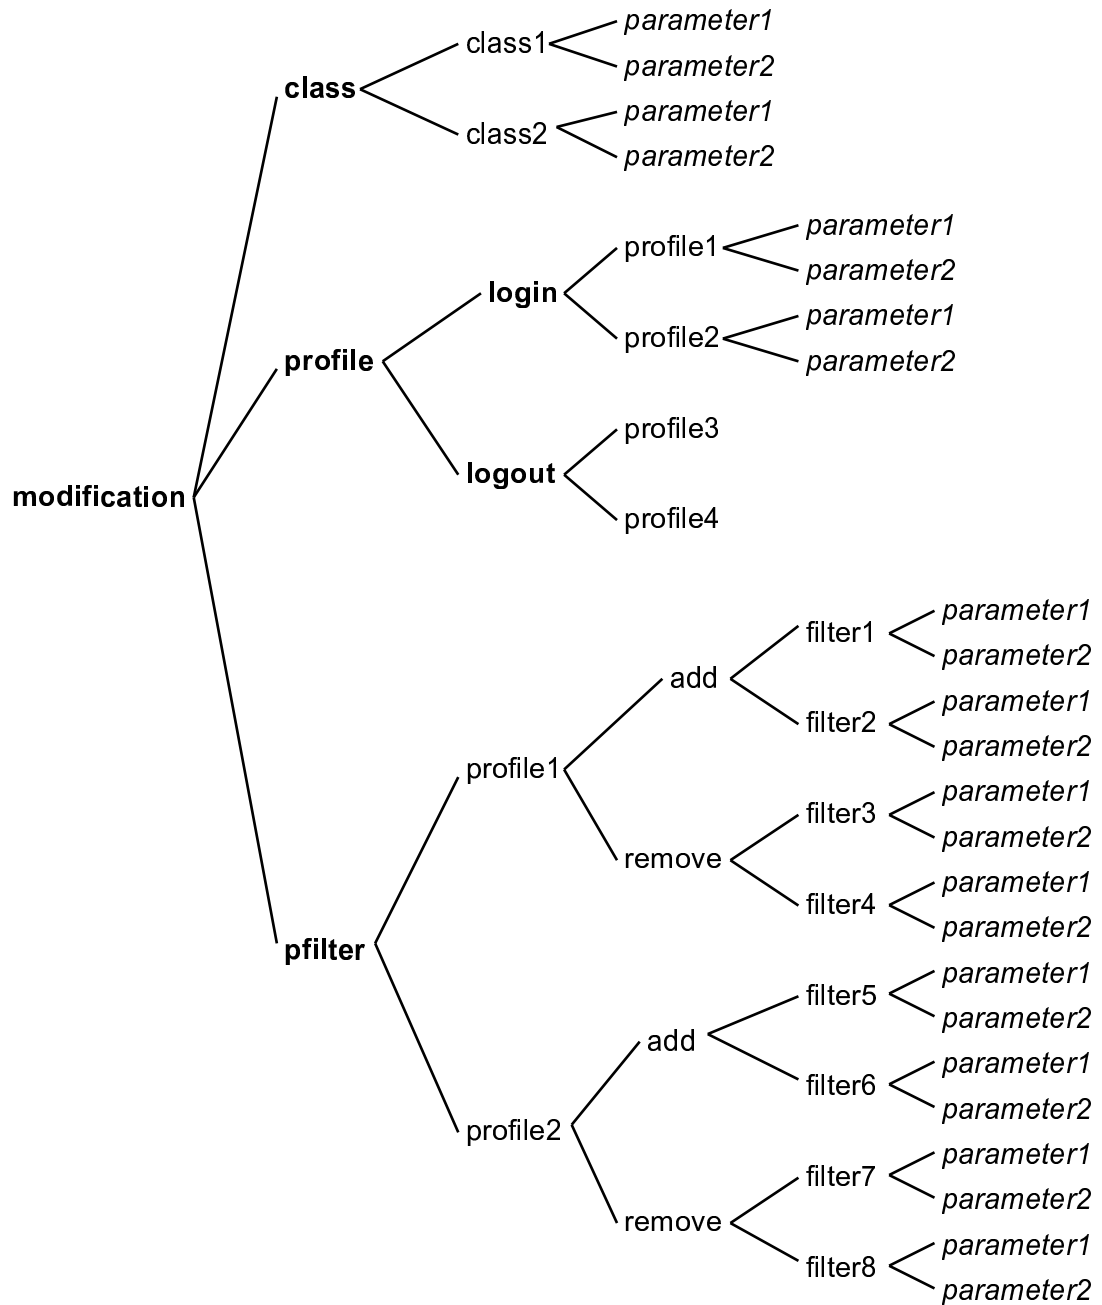 parameter1
class1
parameter2
class
parameter1
class2
parameter2
parameter1
profile1
parameter2
login
parameter1
profile2
parameter2
profile
profile3
logout
profile4
modification
parameter1
filter1
parameter2
add
parameter1
filter2
parameter2
profile1
parameter1
filter3
parameter2
remove
parameter1
filter4
parameter2
pfilter
parameter1
filter5
parameter2
add
parameter1
filter6
parameter2
profile2
parameter1
filter7
parameter2
remove
parameter1
filter8
parameter2